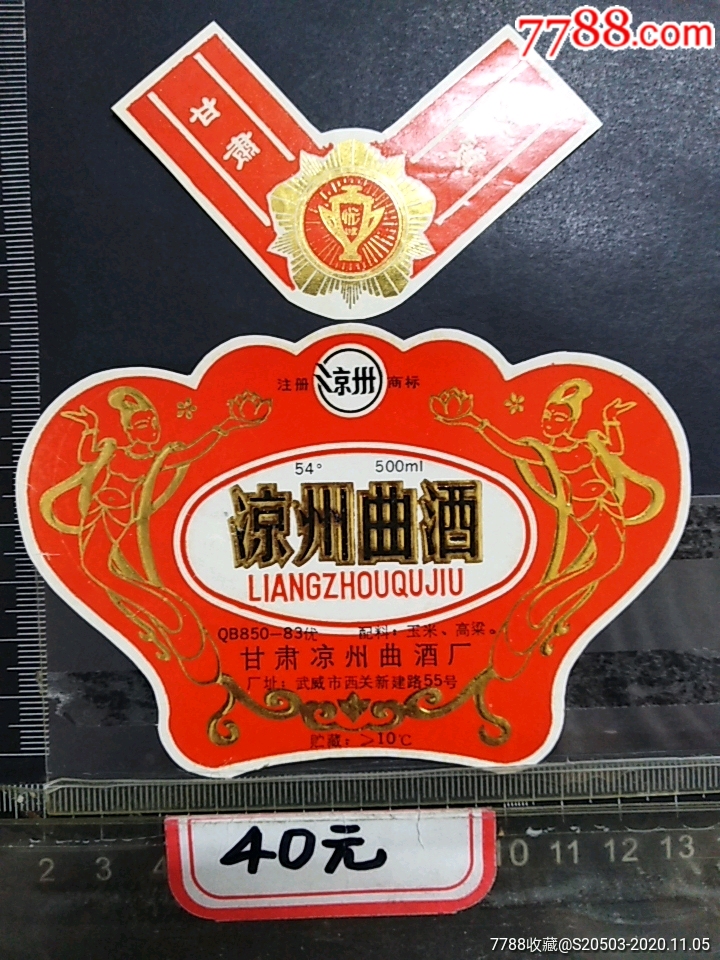 7788.com
甘肃
优
注册 凉州 商标
54° 500ml
凉州曲酒
LIANGZHOUQUJIU
QB850-83优 配料:玉米、高粱。
甘肃凉州曲酒厂
厂址:武威市西关新建路55号
贮藏:>10℃
40元
2 3 4 10 11 12 13
7788收藏@S20503-2020.11.05